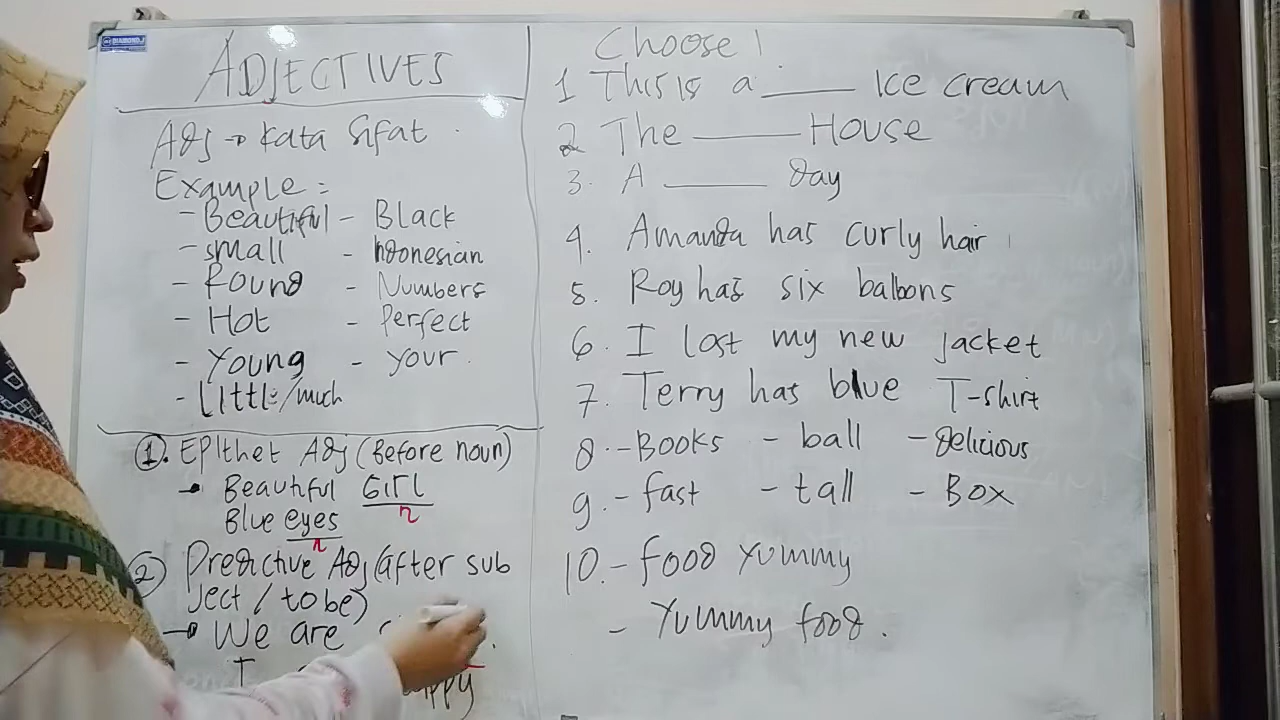 DIAMOND
ADJECTIVES
Adj → kata Sifat
Example =
- Beautiful - Black
- small - Indonesian
- Round - Numbers
- Hot - Perfect
- Young - your
- Little/much
1. Epithet Adj (Before noun)
→ Beautiful Girl
n
Blue eyes
n
2) Predictive Adj (after sub
ject / to be)
→ We are
I
happy
Choose!
1 This is a ____ Ice cream
2 The ____ House
3. A ____ day
4. Amanda has curly hair
5. Roy has six balloons
6. I lost my new jacket
7. Terry has blue T-shirt
8. - Books - ball - delicious
9. - fast - tall - Box
10. - food yummy
- Yummy food.